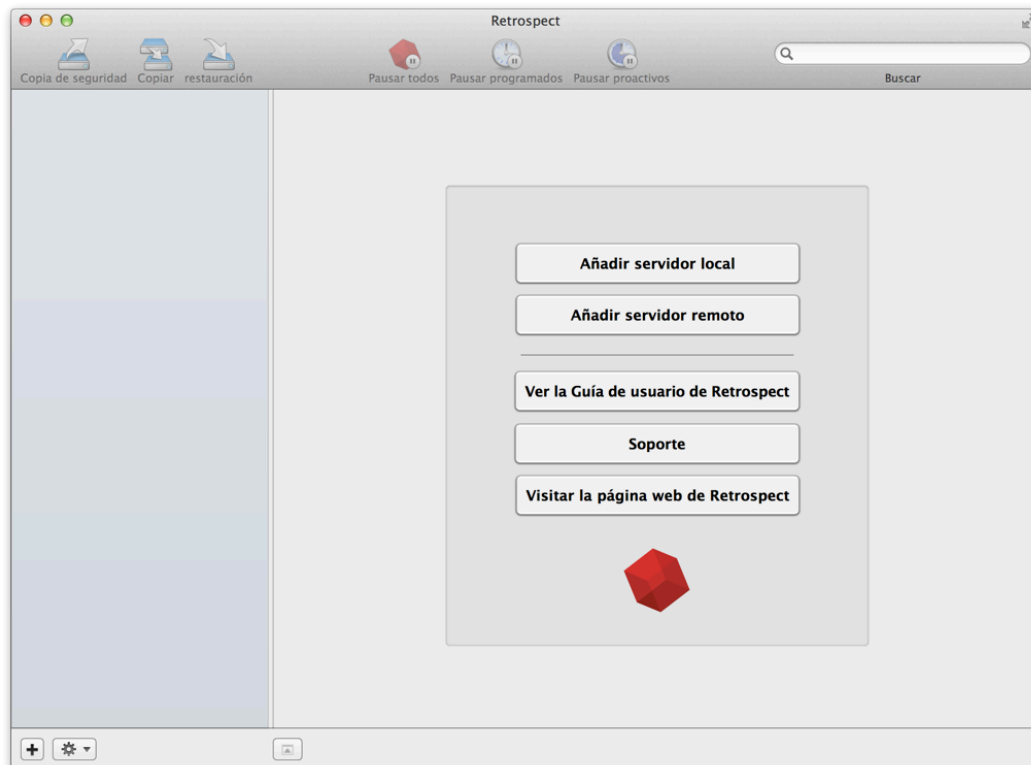 Retrospect
Copia de seguridad Copiar restauración Pausar todos Pausar programados Pausar proactivos Buscar
Añadir servidor local
Añadir servidor remoto
Ver la Guía de usuario de Retrospect
Soporte
Visitar la página web de Retrospect